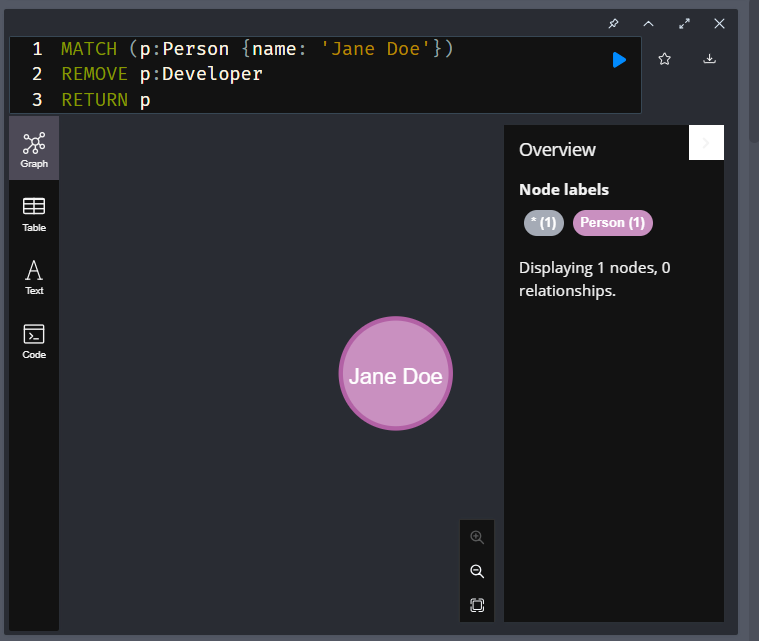 1 MATCH (p:Person {name: 'Jane Doe'})
2 REMOVE p:Developer
3 RETURN p
Graph
Table
Text
Code
Jane Doe
Overview
Node labels
* (1) Person (1)
Displaying 1 nodes, 0
relationships.